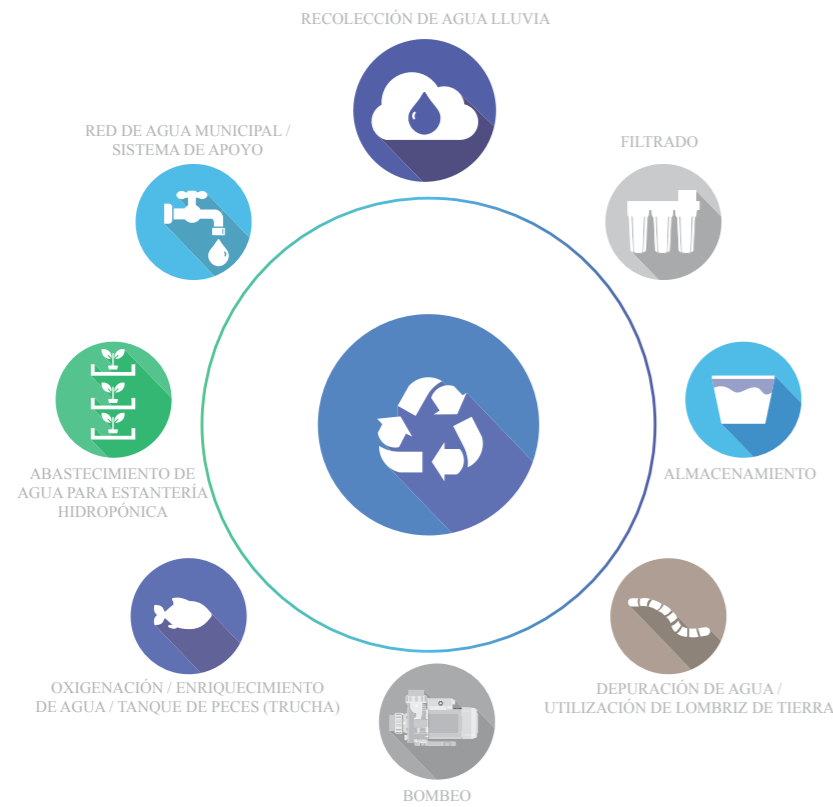 RECOLECCIÓN DE AGUA LLUVIA
RED DE AGUA MUNICIPAL /
SISTEMA DE APOYO
FILTRADO
ABASTECIMIENTO DE
AGUA PARA ESTANTERÍA
HIDROPÓNICA
ALMACENAMIENTO
OXIGENACIÓN / ENRIQUECIMIENTO
DE AGUA / TANQUE DE PECES (TRUCHA)
DEPURACIÓN DE AGUA /
UTILIZACIÓN DE LOMBRIZ DE TIERRA
BOMBEO